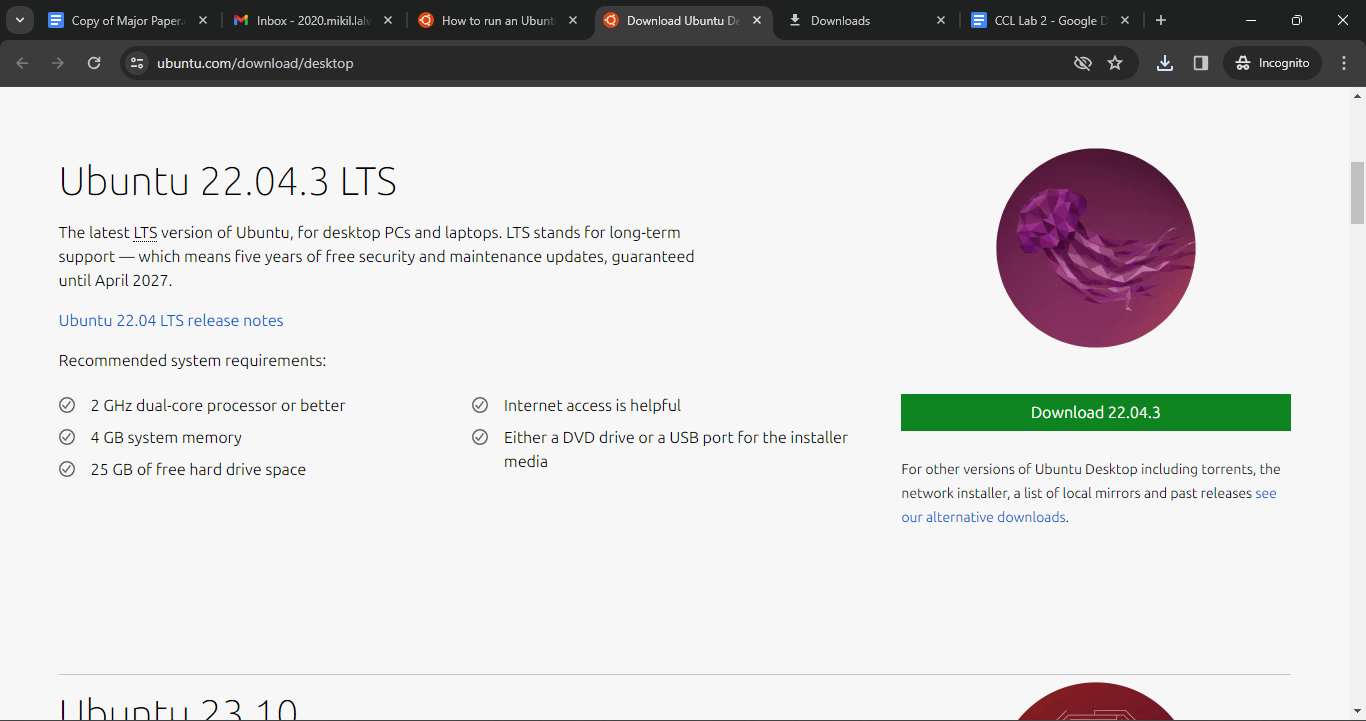 Copy of Major Paper.
Inbox - 2020.mikil.lalw
How to run an Ubunt
Download Ubuntu De
Downloads
CCL Lab 2 - Google D
ubuntu.com/download/desktop
Incognito
Ubuntu 22.04.3 LTS
The latest LTS version of Ubuntu, for desktop PCs and laptops. LTS stands for long-term
support — which means five years of free security and maintenance updates, guaranteed
until April 2027.
Ubuntu 22.04 LTS release notes
Recommended system requirements:
2 GHz dual-core processor or better
4 GB system memory
25 GB of free hard drive space
Internet access is helpful
Either a DVD drive or a USB port for the installer
media
Download 22.04.3
For other versions of Ubuntu Desktop including torrents, the
network installer, a list of local mirrors and past releases see
our alternative downloads.
Ubuntu 23.10